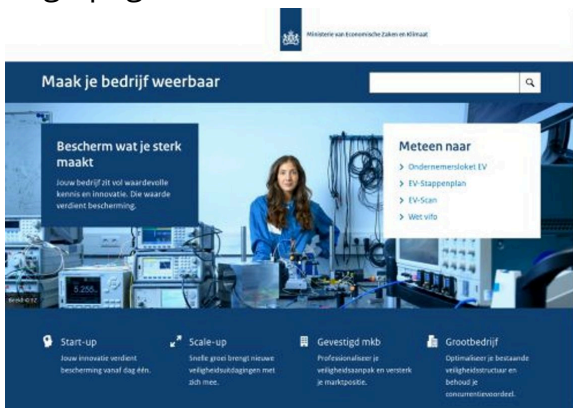 Ministerie van Economische Zaken en Klimaat
Maak je bedrijf weerbaar
Bescherm wat je sterk
maakt
Jouw bedrijf zit vol waardevolle
kennis en innovatie. Die waarde
verdient bescherming.
Meteen naar
> Ondernemersloket EV
> EV-Stappenplan
> EV-Scan
> Wet vifo
Start-up
Jouw innovatie verdient
bescherming vanaf dag één.
Scale-up
Snelle groei brengt nieuwe
veiligheidsuitdagingen met
zich mee.
Gevestigd mkb
Professionaliseer je
veiligheidsaanpak en versterk
je marktpositie.
Grootbedrijf
Optimaliseer je bestaande
veiligheidsstructuur en
behoud je
concurrentievoordeel.